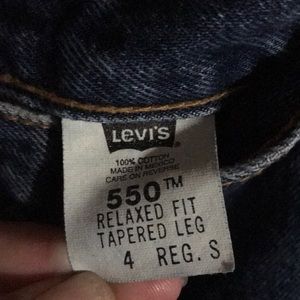 LEVI'S
100% COTTON
MADE IN MEXICO
CARE ON REVERSE
550™
RELAXED FIT
TAPERED LEG
4 REG. S